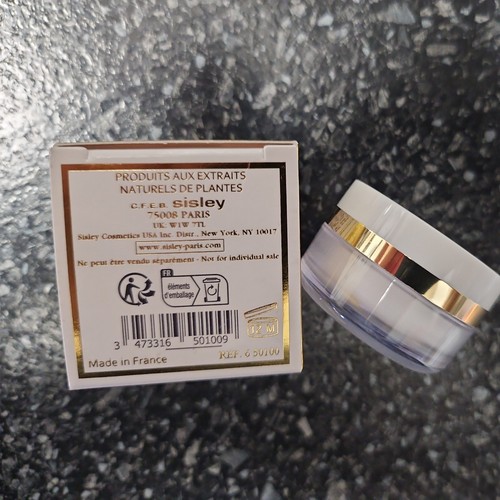 PRODUITS AUX EXTRAITS
NATURELS DE PLANTES
C.F.E.B. sisley
75008 PARIS
UK: W1W 7TL
Sisley Cosmetics USA Inc. Distr., New York, NY 10017
www.sisley-paris.com
Ne peut être vendu séparément - Not for individual sale
FR
éléments
d'emballage
12 M
3 473316 501009
REF. 650100
Made in France